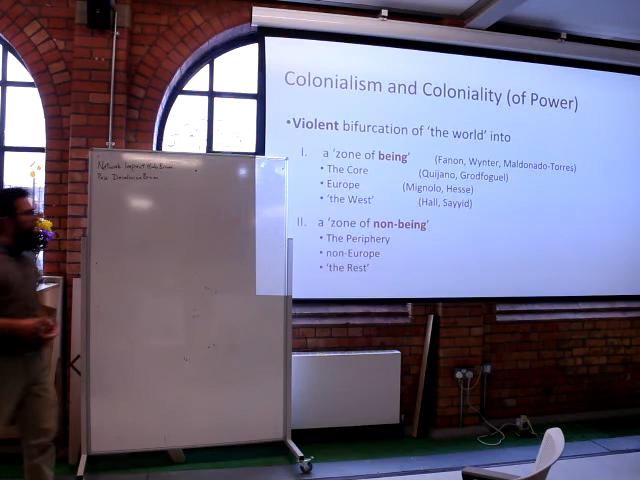 Colonialism and Coloniality (of Power)
•Violent bifurcation of 'the world' into
I. a 'zone of being' (Fanon, Wynter, Maldonado-Torres)
• The Core (Quijano, Grodfoguel)
• Europe (Mignolo, Hesse)
• 'the West' (Hall, Sayyid)
II. a 'zone of non-being'
• The Periphery
• non-Europe
• 'the Rest'
Network